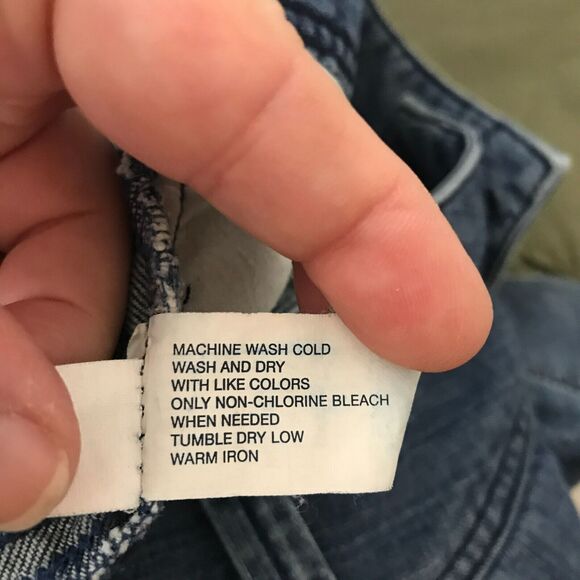 MACHINE WASH COLD
WASH AND DRY
WITH LIKE COLORS
ONLY NON-CHLORINE BLEACH
WHEN NEEDED
TUMBLE DRY LOW
WARM IRON